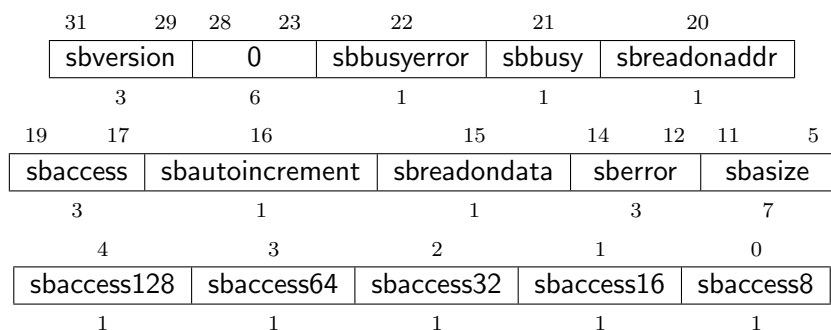 31 29 28 23 22 21 20
sbversion 0 sbbusyerror sbbusy sbreadonaddr
3 6 1 1 1
19 17 16 15 14 12 11 5
sbaccess sbautoincrement sbreadondata sberror sbasize
3 1 1 3 7
4 3 2 1 0
sbaccess128 sbaccess64 sbaccess32 sbaccess16 sbaccess8
1 1 1 1 1